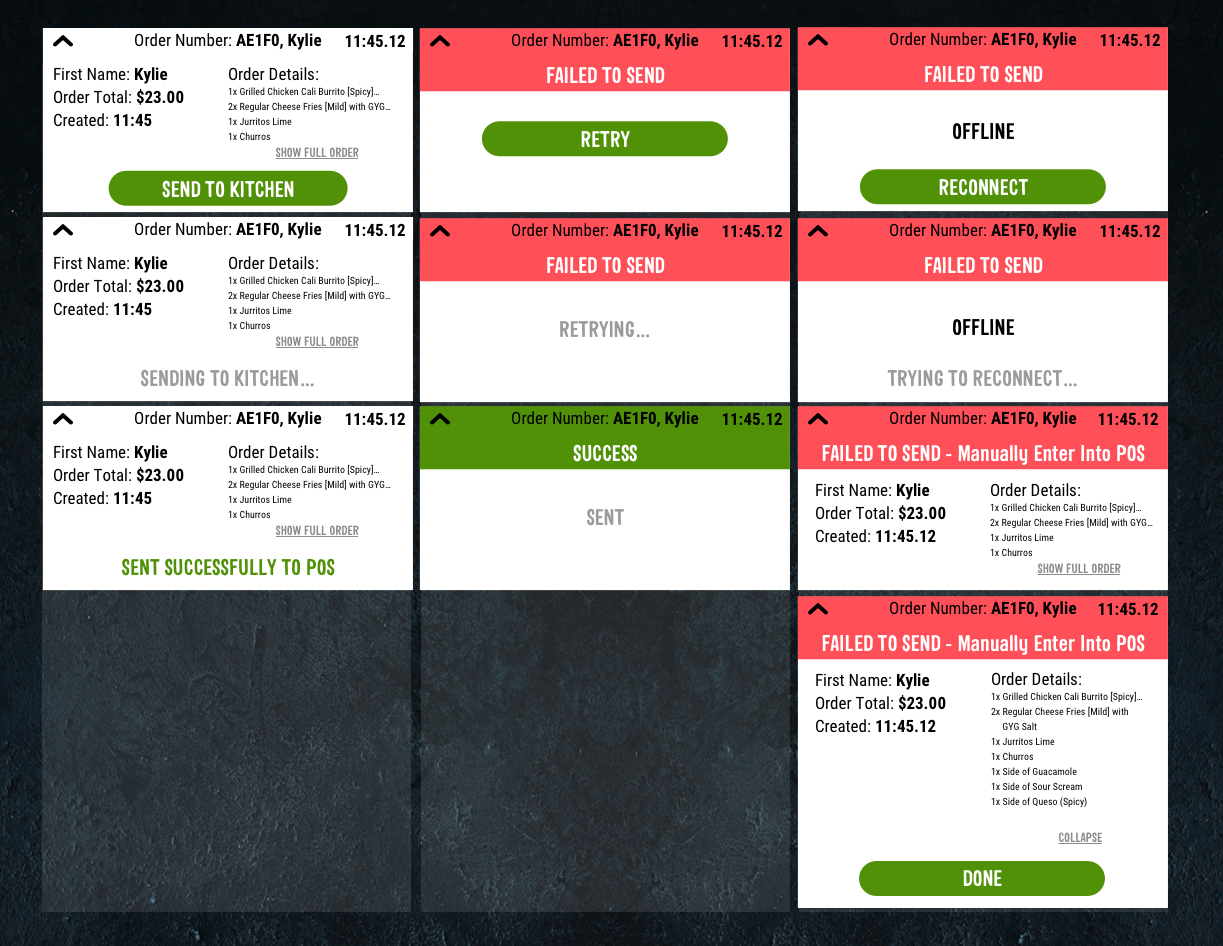 Order Number: AE1F0, Kylie 11:45.12
First Name: Kylie
Order Total: $23.00
Created: 11:45
Order Details:
1x Grilled Chicken Cali Burrito [Spicy]...
2x Regular Cheese Fries [Mild] with GYG...
1x Jurritos Lime
1x Churros
SHOW FULL ORDER
SEND TO KITCHEN
Order Number: AE1F0, Kylie 11:45.12
FAILED TO SEND
RETRY
Order Number: AE1F0, Kylie 11:45.12
FAILED TO SEND
OFFLINE
RECONNECT
Order Number: AE1F0, Kylie 11:45.12
First Name: Kylie
Order Total: $23.00
Created: 11:45
Order Details:
1x Grilled Chicken Cali Burrito [Spicy]...
2x Regular Cheese Fries [Mild] with GYG...
1x Jurritos Lime
1x Churros
SHOW FULL ORDER
SENDING TO KITCHEN...
Order Number: AE1F0, Kylie 11:45.12
FAILED TO SEND
RETRYING...
Order Number: AE1F0, Kylie 11:45.12
FAILED TO SEND
OFFLINE
TRYING TO RECONNECT...
Order Number: AE1F0, Kylie 11:45.12
First Name: Kylie
Order Total: $23.00
Created: 11:45
Order Details:
1x Grilled Chicken Cali Burrito [Spicy]...
2x Regular Cheese Fries [Mild] with GYG...
1x Jurritos Lime
1x Churros
SHOW FULL ORDER
SENT SUCCESSFULLY TO POS
Order Number: AE1F0, Kylie 11:45.12
SUCCESS
SENT
Order Number: AE1F0, Kylie 11:45.12
FAILED TO SEND - Manually Enter Into POS
First Name: Kylie
Order Total: $23.00
Created: 11:45.12
Order Details:
1x Grilled Chicken Cali Burrito [Spicy]...
2x Regular Cheese Fries [Mild] with GYG...
1x Jurritos Lime
1x Churros
SHOW FULL ORDER
Order Number: AE1F0, Kylie 11:45.12
FAILED TO SEND - Manually Enter Into POS
First Name: Kylie
Order Total: $23.00
Created: 11:45.12
Order Details:
1x Grilled Chicken Cali Burrito [Spicy]...
2x Regular Cheese Fries [Mild] with
GYG Salt
1x Jurritos Lime
1x Churros
1x Side of Guacamole
1x Side of Sour Scream
1x Side of Queso (Spicy)
COLLAPSE
DONE